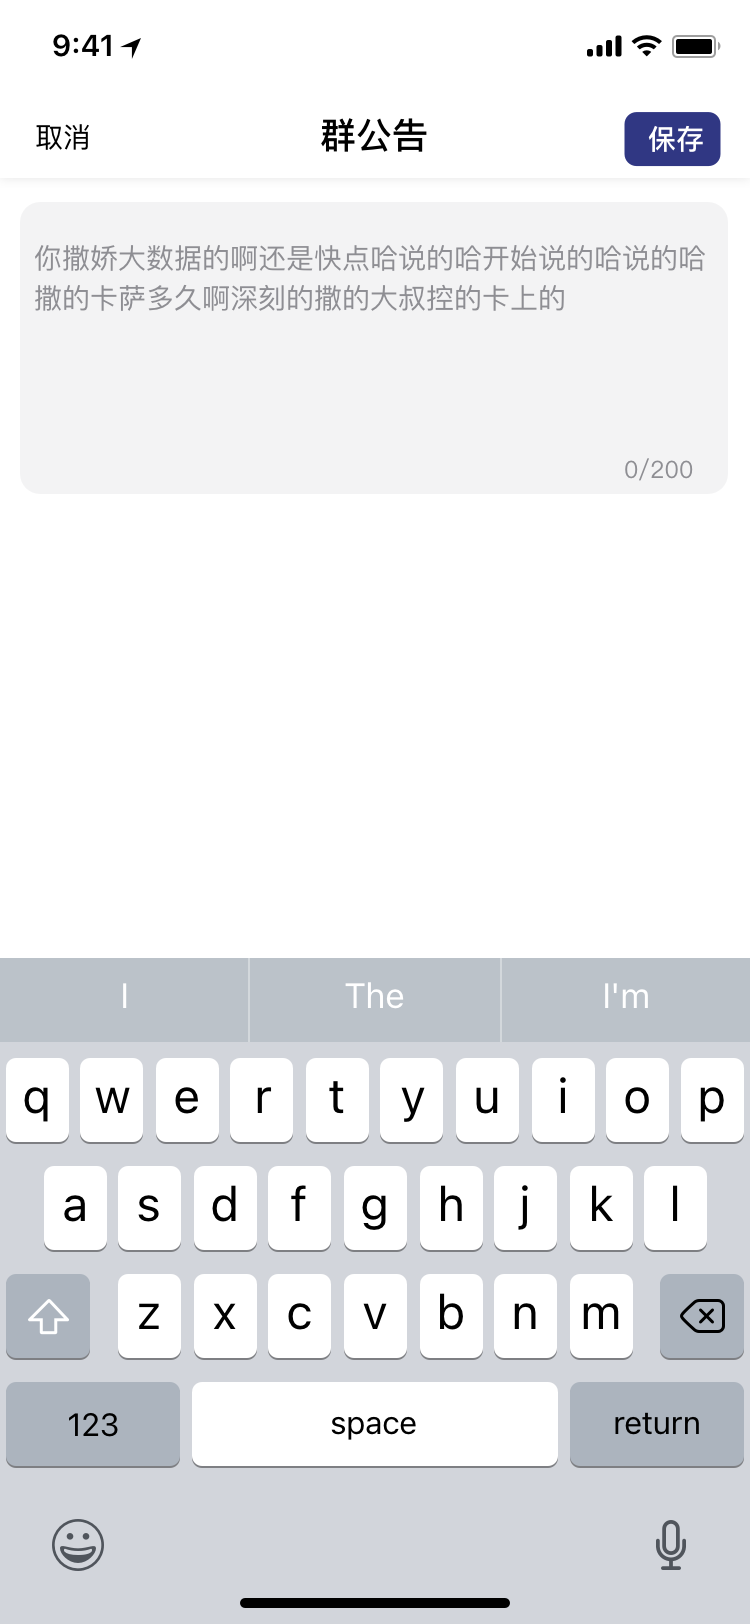 9:41
取消 群公告 保存
你撒娇大数据的啊还是快点哈说的哈开始说的哈说的哈
撒的卡萨多久啊深刻的撒的大叔控的卡上的
0/200
I The I'm
q w e r t y u i o p
a s d f g h j k l
z x c v b n m
123 space return